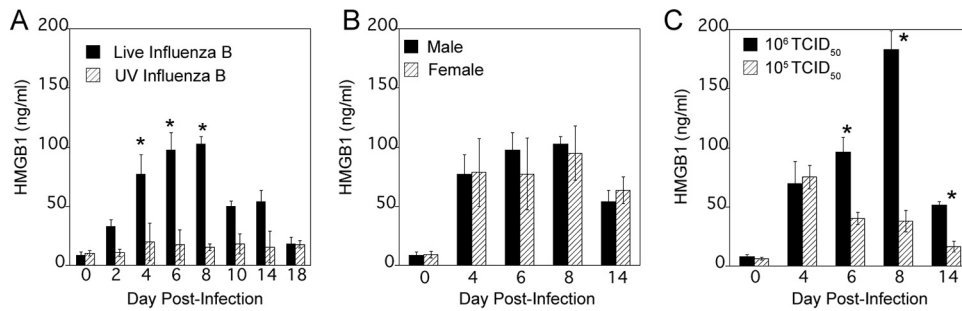 A
200
150
100
50
0
HMGB1 (ng/ml)
Live Influenza B
UV Influenza B
* * *
0 2 4 6 8 10 14 18
Day Post-Infection
B
200
150
100
50
0
HMGB1 (ng/ml)
Male
Female
0 4 6 8 14
Day Post-Infection
C
200
150
100
50
0
HMGB1 (ng/ml)
10⁶ TCID₅₀
10⁵ TCID₅₀
* * *
0 4 6 8 14
Day Post-Infection